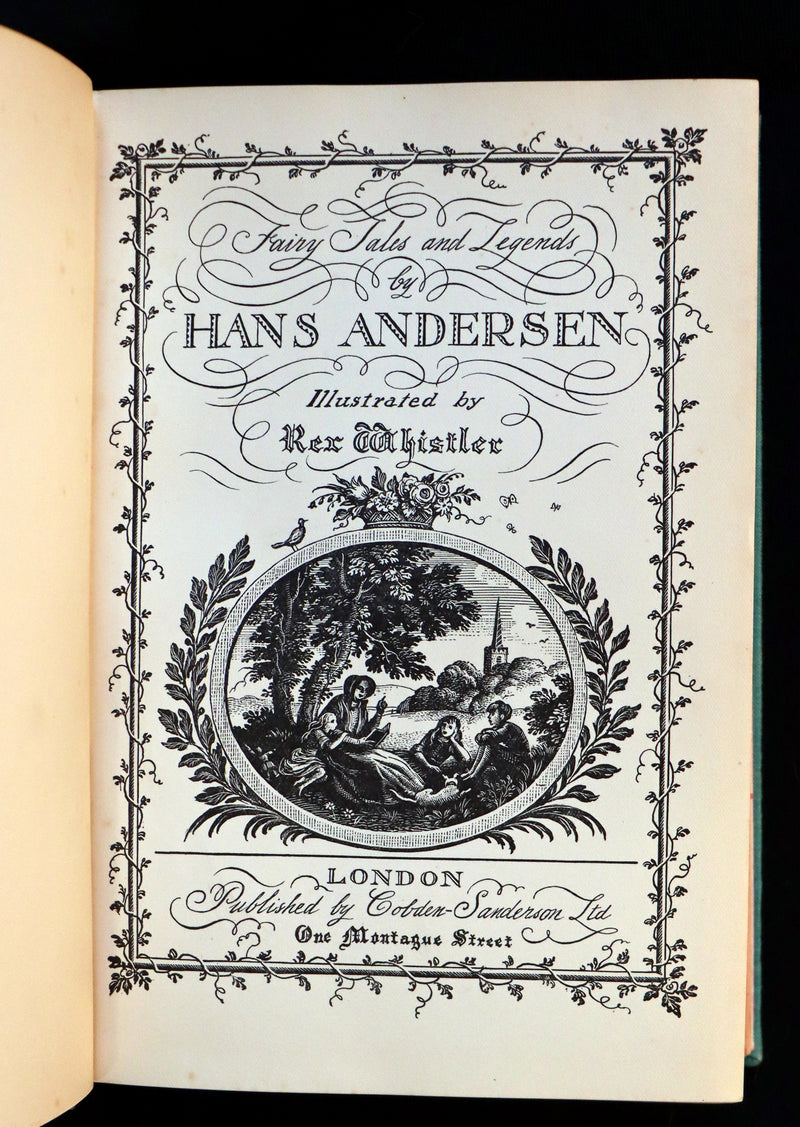 Fairy Tales and Legends
by
HANS ANDERSEN
Illustrated by
Rex Whistler
LONDON
Published by Cobden-Sanderson Ltd
One Montague Street